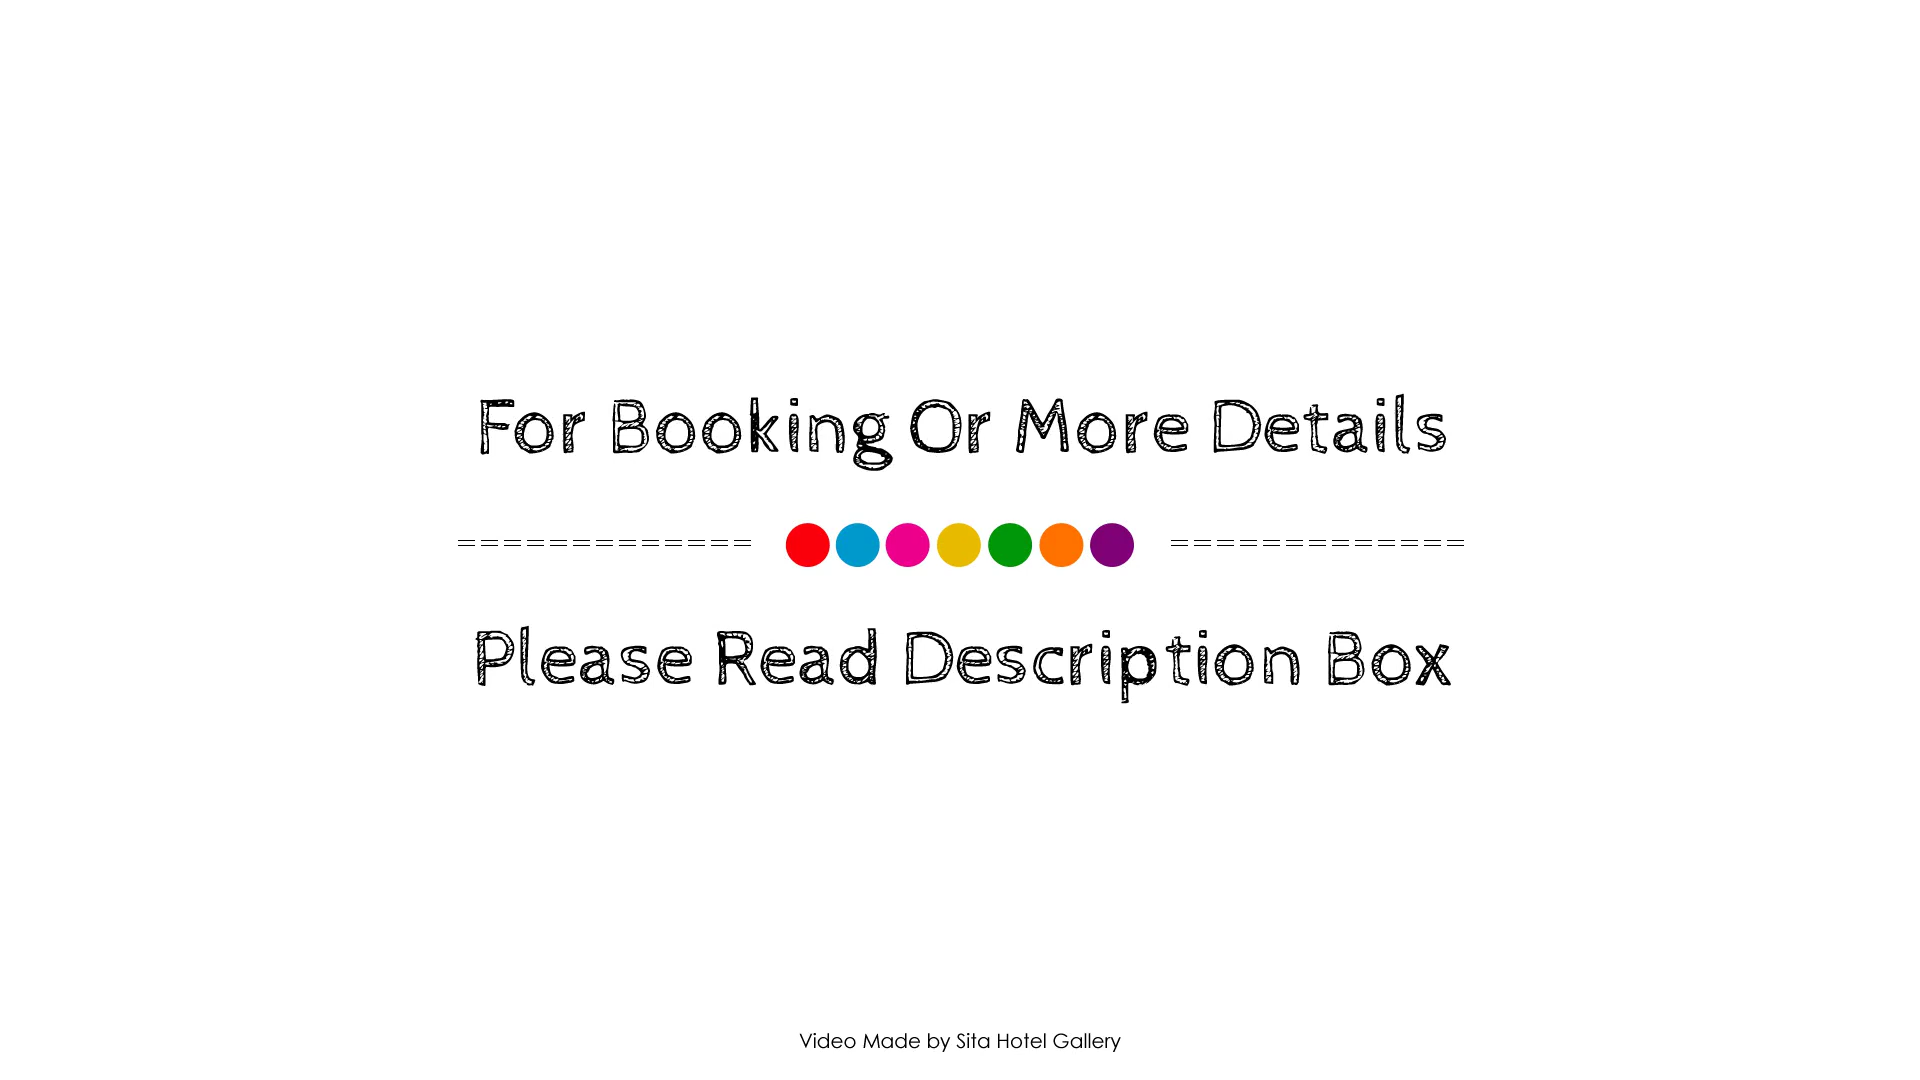 For Booking Or More Details
============= =============
Please Read Description Box
Video Made by Sita Hotel Gallery